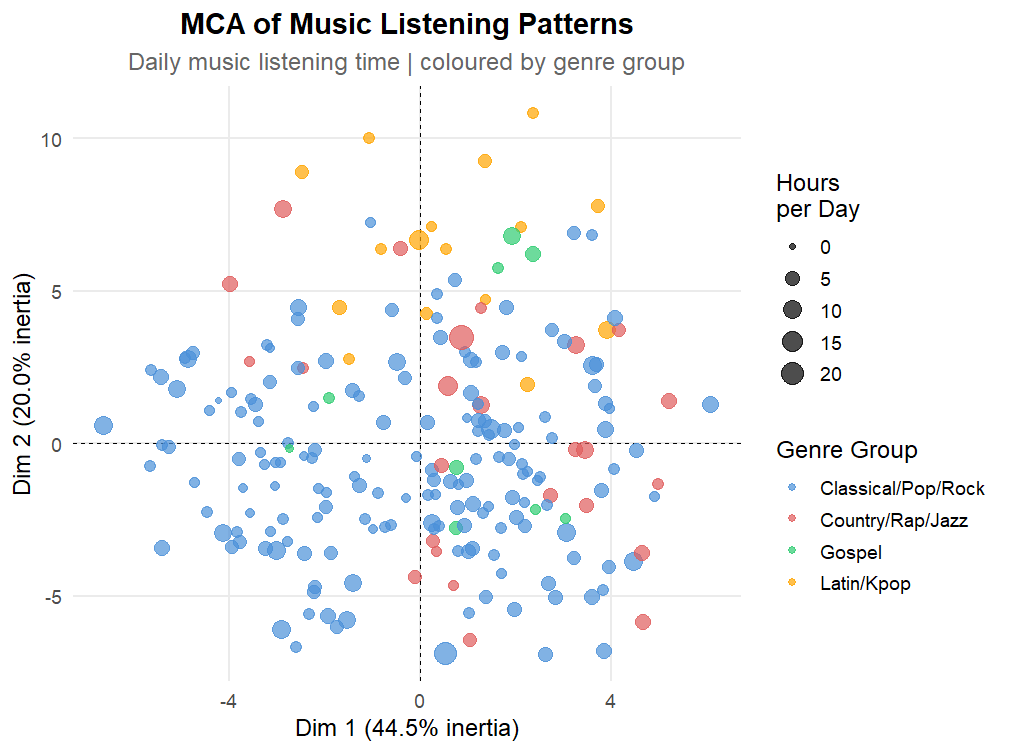 MCA of Music Listening Patterns
Daily music listening time | coloured by genre group
Dim 2 (20.0% inertia)
10
5
0
-5
-4
0
4
Dim 1 (44.5% inertia)
Hours
per Day
0
5
10
15
20
Genre Group
Classical/Pop/Rock
Country/Rap/Jazz
Gospel
Latin/Kpop